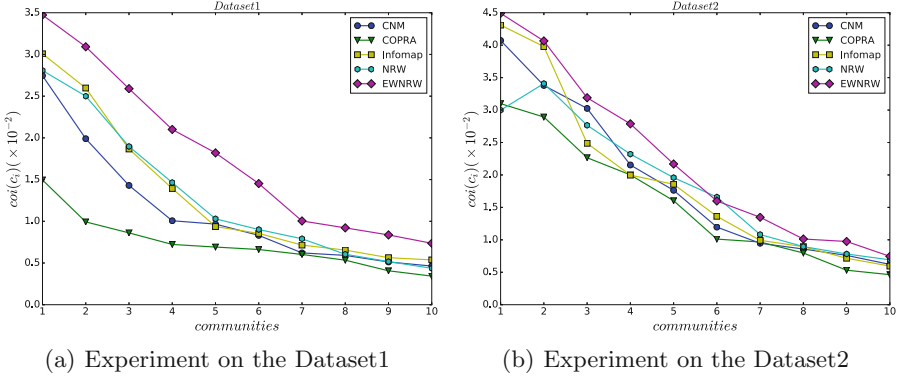 Dataset1
3.5
3.0
2.5
2.0
1.5
1.0
0.5
0.0
coi(c_i)(×10^{-2})
1 2 3 4 5 6 7 8 9 10
communities
CNM
COPRA
Infomap
NRW
EWNRW
(a) Experiment on the Dataset1
Dataset2
4.5
4.0
3.5
3.0
2.5
2.0
1.5
1.0
0.5
0.0
coi(c_i)(×10^{-2})
1 2 3 4 5 6 7 8 9 10
communities
CNM
COPRA
Infomap
NRW
EWNRW
(b) Experiment on the Dataset2